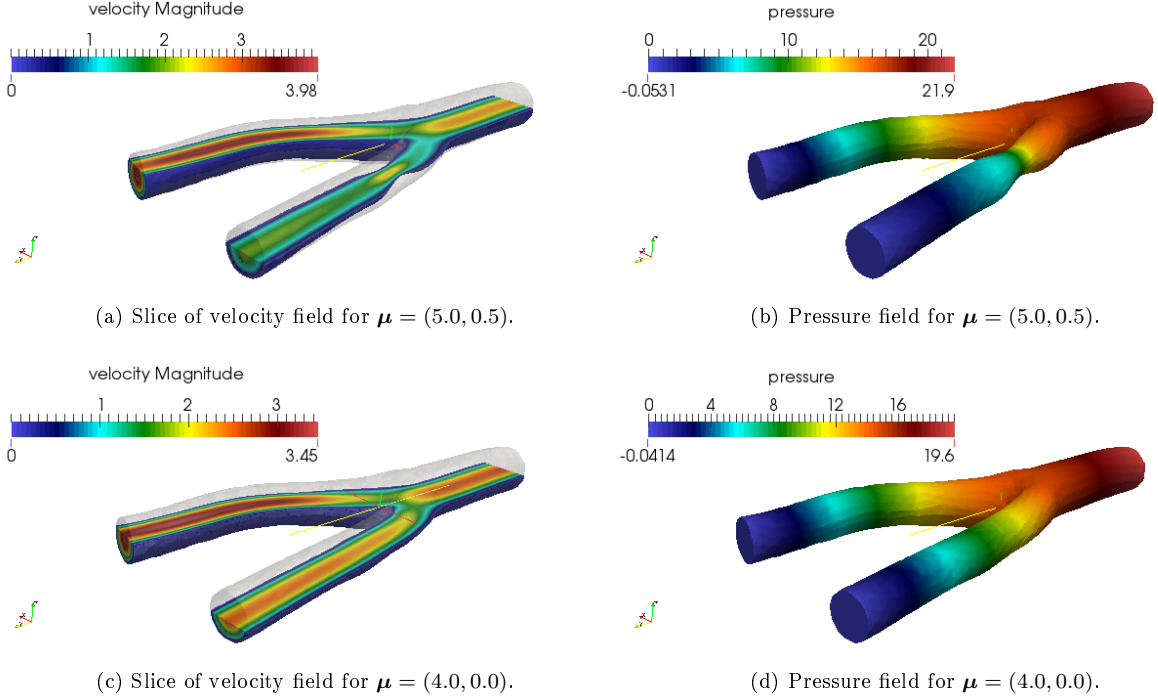 velocity Magnitude
1 2 3
0 3.98
pressure
0 10 20
-0.0531 21.9
(a) Slice of velocity field for μ = (5.0, 0.5).
(b) Pressure field for μ = (5.0, 0.5).
velocity Magnitude
1 2 3
0 3.45
pressure
0 4 8 12 16
-0.0414 19.6
(c) Slice of velocity field for μ = (4.0, 0.0).
(d) Pressure field for μ = (4.0, 0.0).